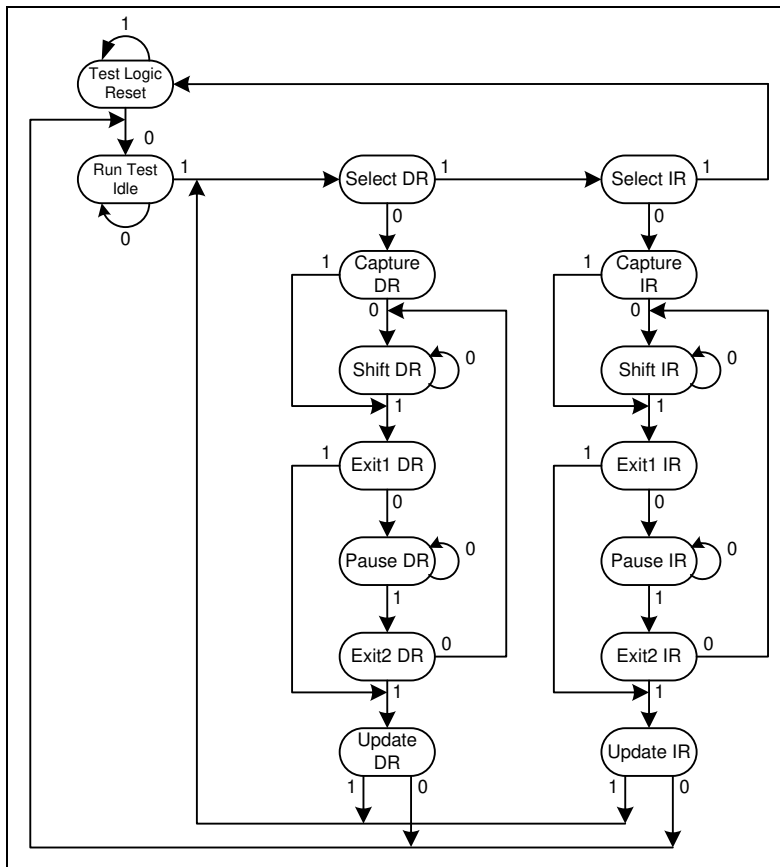 1
Test Logic
Reset
0
Run Test
Idle
1
0
Select DR
1
0
Capture
DR
1
0
Shift DR
0
1
Exit1 DR
1
0
Pause DR
0
1
Exit2 DR
0
1
Update
DR
1
0
Select IR
1
0
Capture
IR
1
0
Shift IR
0
1
Exit1 IR
1
0
Pause IR
0
1
Exit2 IR
0
1
Update IR
1
0